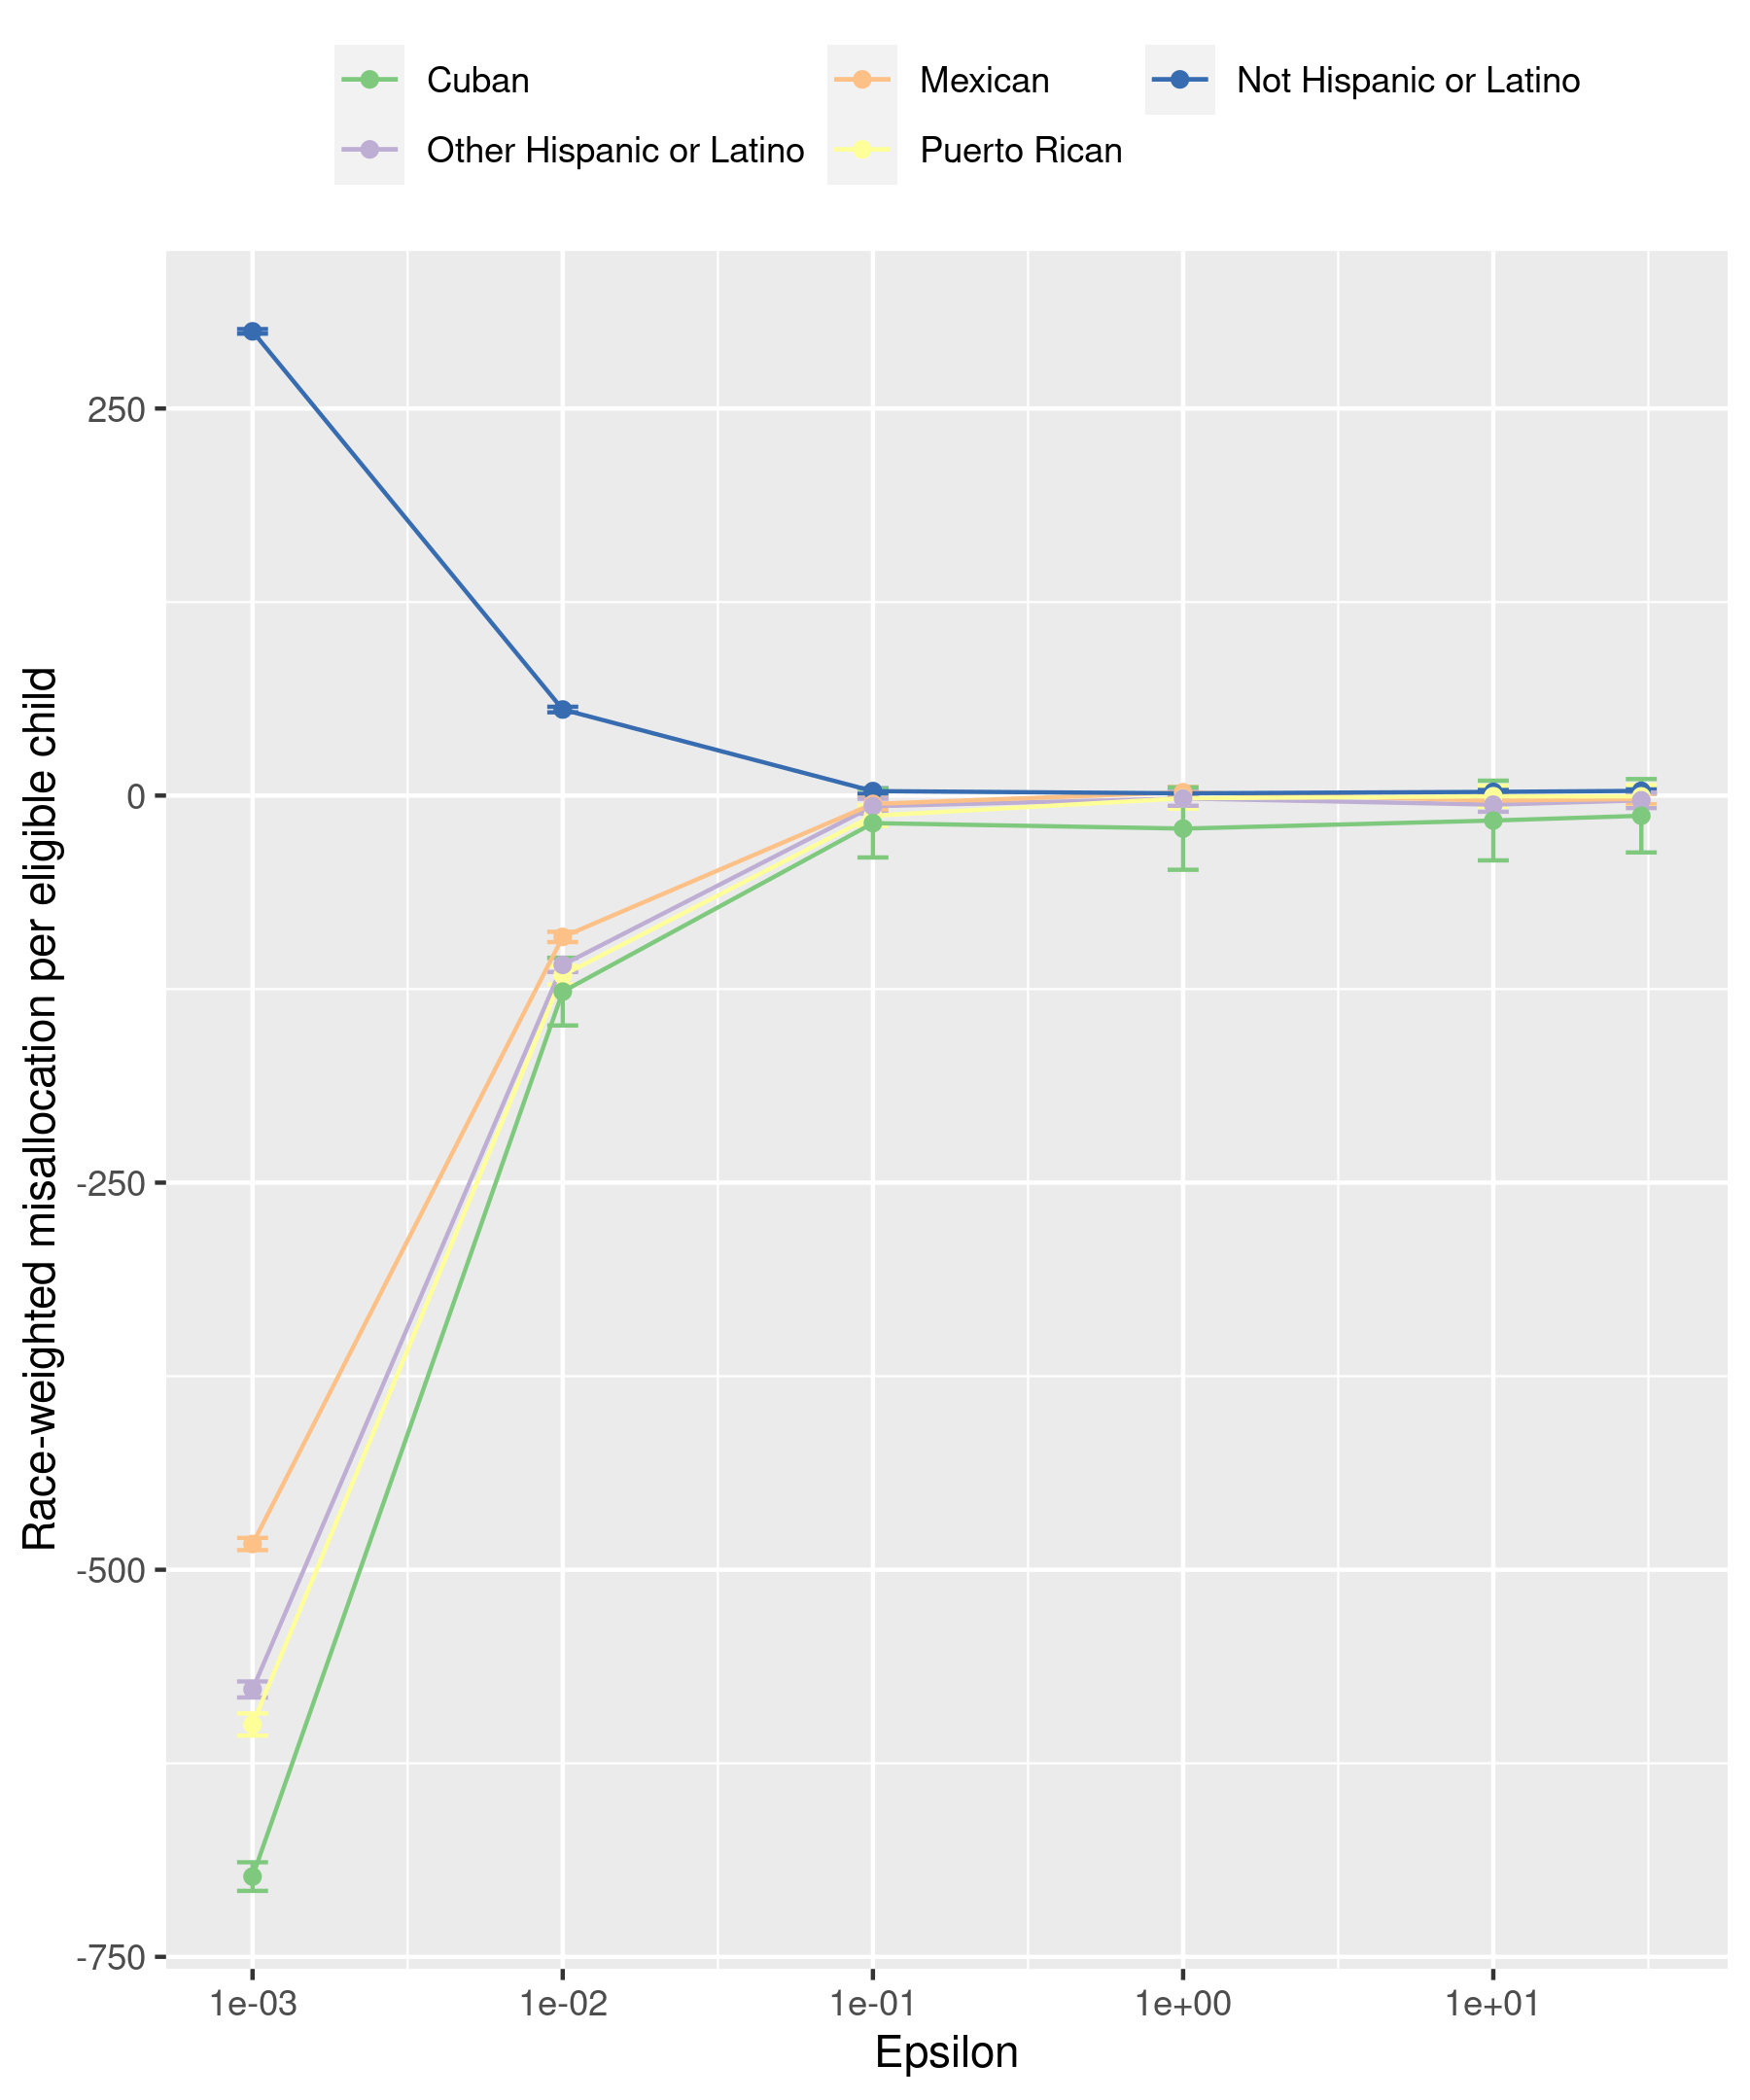 Cuban
Mexican
Not Hispanic or Latino
Other Hispanic or Latino
Puerto Rican
Race-weighted misallocation per eligible child
250
0
-250
-500
-750
1e-03
1e-02
1e-01
1e+00
1e+01
Epsilon